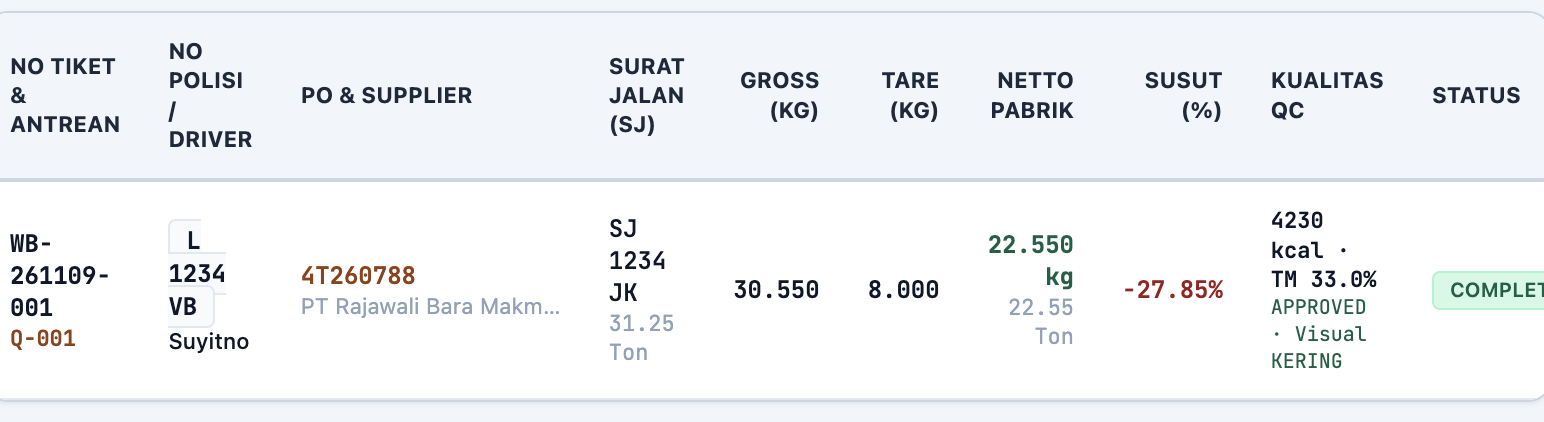 NO TIKET
&
ANTREAN
NO
POLISI
/
DRIVER
PO & SUPPLIER
SURAT
JALAN
(SJ)
GROSS
(KG)
TARE
(KG)
NETTO
PABRIK
SUSUT
(%)
KUALITAS
QC
STATUS
WB-
261109-
001
Q-001
L
1234
VB
Suyitno
4T260788
PT Rajawali Bara Makm...
SJ
1234
JK
31.25
Ton
30.550
8.000
22.550
kg
22.55
Ton
-27.85%
4230
kcal ·
TM 33.0%
APPROVED
· Visual
KERING
COMPLET